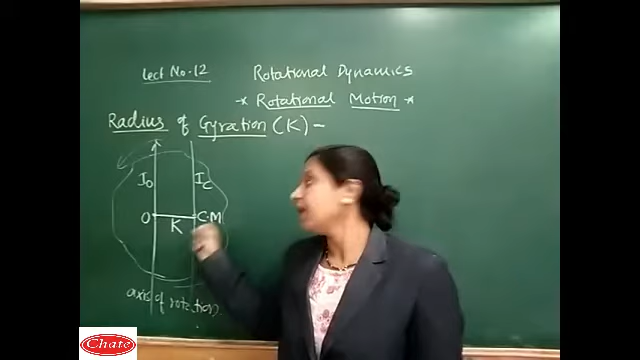 Lect No. 12
Rotational Dynamics
* Rotational Motion *
Radius of Gyration (K) -
I₀
Ic
O
C.M
K
axis of rotation
Chate